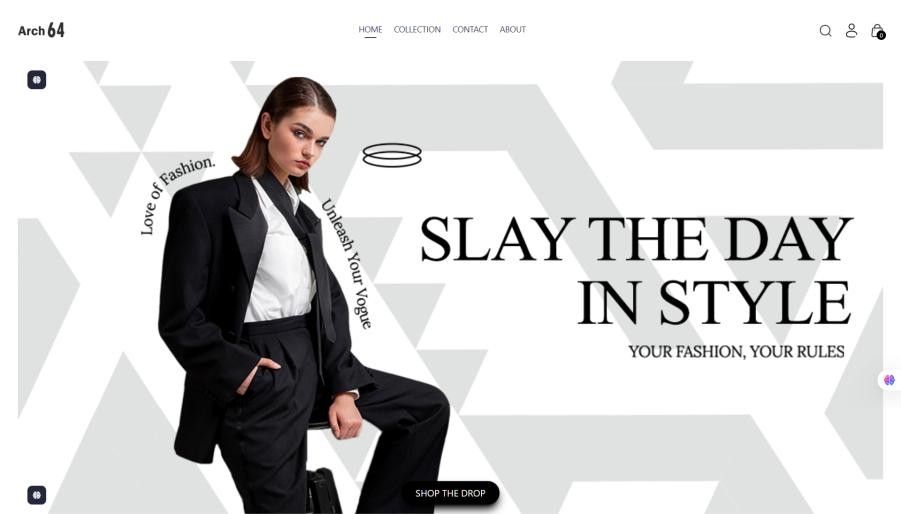 Arch 64
HOME COLLECTION CONTACT ABOUT
0
Love of Fashion.
Unleash Your Vogue
SLAY THE DAY
IN STYLE
YOUR FASHION, YOUR RULES
SHOP THE DROP